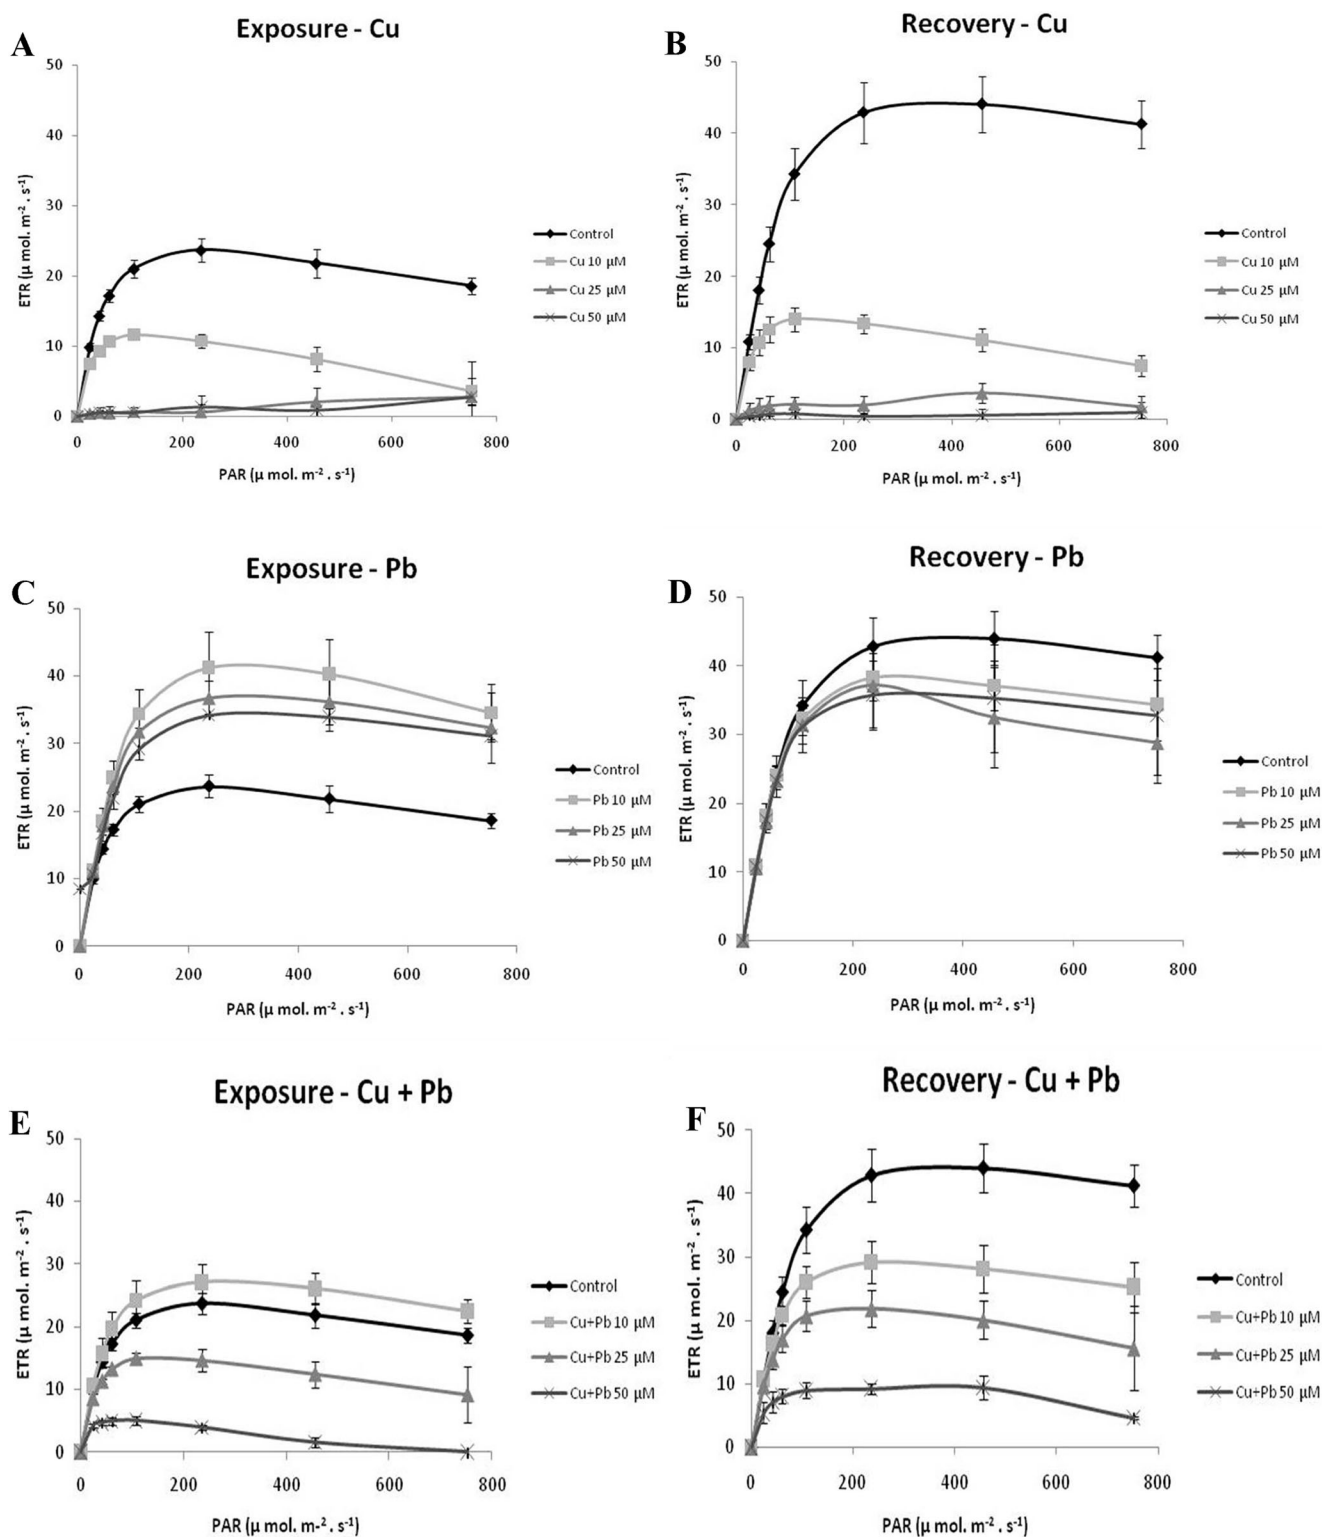 A
Exposure - Cu
50
40
30
20
10
0
0 200 400 600 800
ETR (μ mol. m-2 . s-1)
PAR (μ mol. m-2 . s-1)
Control
Cu 10 μM
Cu 25 μM
Cu 50 μM
B
Recovery - Cu
50
40
30
20
10
0
0 200 400 600 800
ETR (μ mol. m-2 . s-1)
PAR (μ mol. m-2 . s-1)
Control
Cu 10 μM
Cu 25 μM
Cu 50 μM
C
Exposure - Pb
50
40
30
20
10
0
0 200 400 600 800
ETR (μ mol. m-2 . s-1)
PAR (μ mol. m-2 . s-1)
Control
Pb 10 μM
Pb 25 μM
Pb 50 μM
D
Recovery - Pb
50
40
30
20
10
0
0 200 400 600 800
ETR (μ mol. m-2 . s-1)
PAR (μ mol. m-2 . s-1)
Control
Pb 10 μM
Pb 25 μM
Pb 50 μM
E
Exposure - Cu + Pb
50
40
30
20
10
0
0 200 400 600 800
ETR (μ mol. m-2 . s-1)
PAR (μ mol. m-2 . s-1)
Control
Cu+Pb 10 μM
Cu+Pb 25 μM
Cu+Pb 50 μM
F
Recovery - Cu + Pb
50
40
30
20
10
0
0 200 400 600 800
ETR (μ mol. m-2 . s-1)
PAR (μ mol. m-2 . s-1)
Control
Cu+Pb 10 μM
Cu+Pb 25 μM
Cu+Pb 50 μM